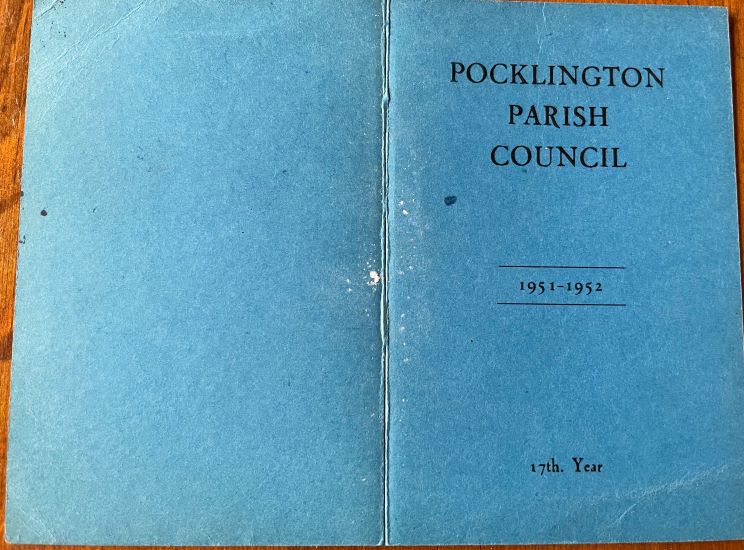 POCKLINGTON
PARISH
COUNCIL
1951-1952
17th. Year